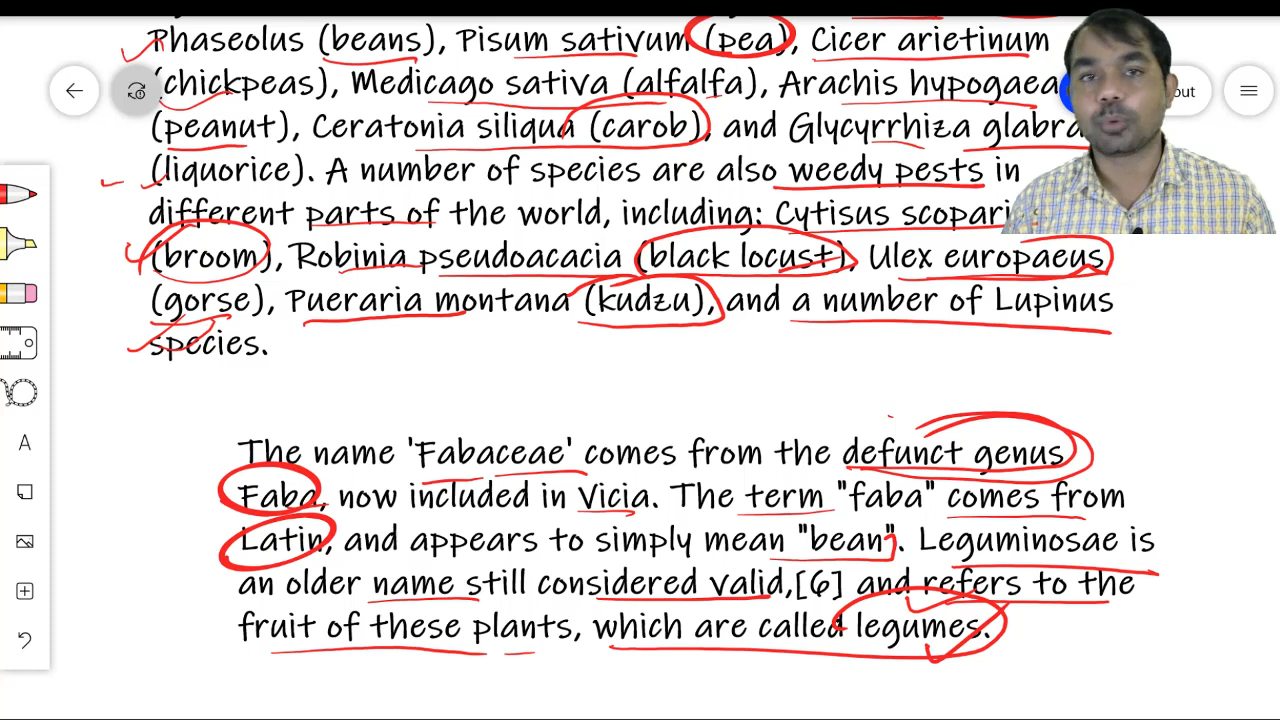 Phaseolus (beans), Pisum sativum (pea), Cicer arietinum
(chickpeas), Medicago sativa (alfalfa), Arachis hypogaea
out
(peanut), Ceratonia siliqua (carob), and Glycyrrhiza glabra
(liquorice). A number of species are also weedy pests in
different parts of the world, including: Cytisus scopari
(broom), Robinia pseudoacacia (black locust), Ulex europaeus
(gorse), Pueraria montana (kudzu), and a number of Lupinus
species.
The name 'Fabaceae' comes from the defunct genus
Faba, now included in Vicia. The term "faba" comes from
Latin, and appears to simply mean "bean". Leguminosae is
an older name still considered valid,[6] and refers to the
fruit of these plants, which are called legumes.
A